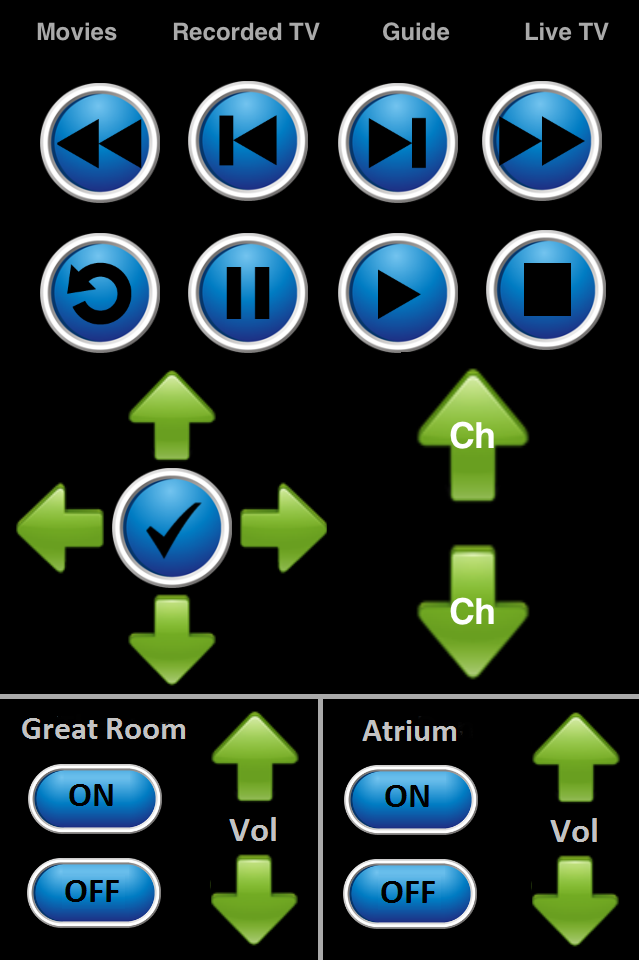 Movies Recorded TV Guide Live TV
Ch
Ch
Great Room
ON
Vol
OFF
Atrium
ON
Vol
OFF